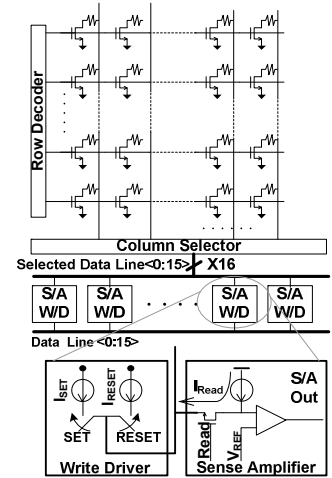 Row Decoder
Column Selector
Selected Data Line<0:15> X16
S/A
W/D
S/A
W/D
S/A
W/D
S/A
W/D
Data Line <0:15>
ISET
IRESET
SET
RESET
Write Driver
IRead
S/A
Out
Read
VREF
Sense Amplifier